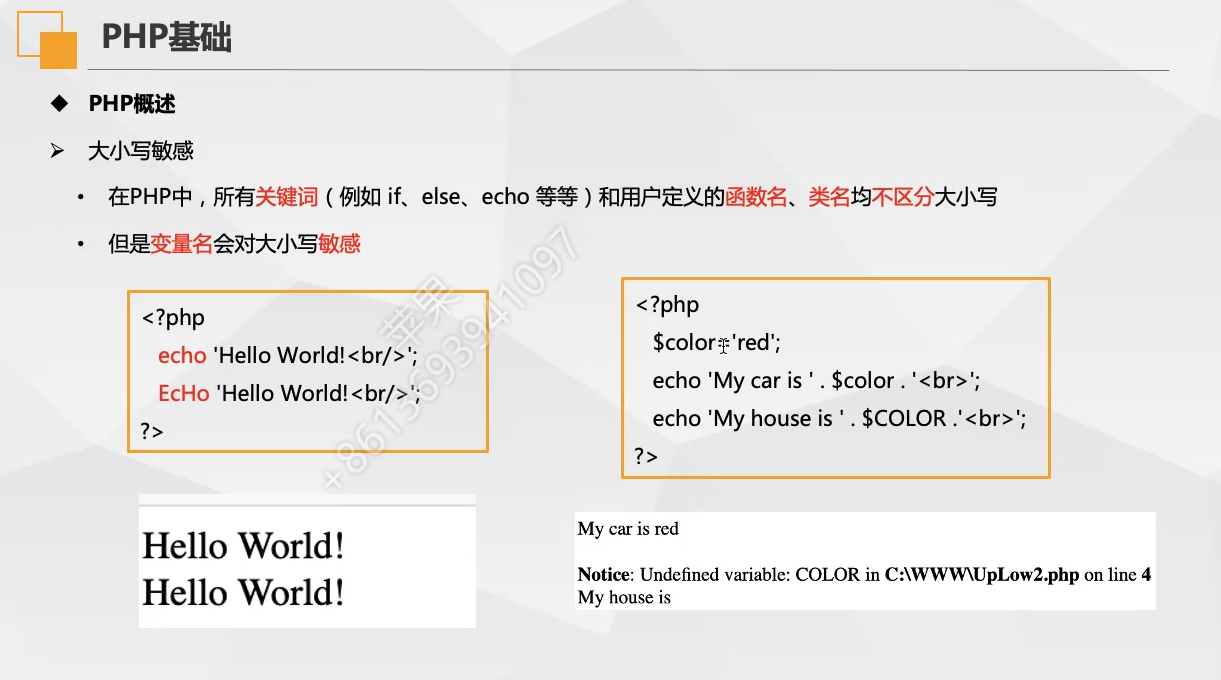 PHP基础
◆ PHP概述
➢ 大小写敏感
• 在PHP中，所有关键词（例如 if、else、echo 等等）和用户定义的函数名、类名均不区分大小写
• 但是变量名会对大小写敏感
<?php
echo 'Hello World!<br/>';
EcHo 'Hello World!<br/>';
?>
<?php
$color='red';
echo 'My car is ' . $color . '<br>';
echo 'My house is ' . $COLOR .'<br>';
?>
Hello World!
Hello World!
My car is red
Notice: Undefined variable: COLOR in C:\WWW\UpLow2.php on line 4
My house is
苹果
+8613693941097